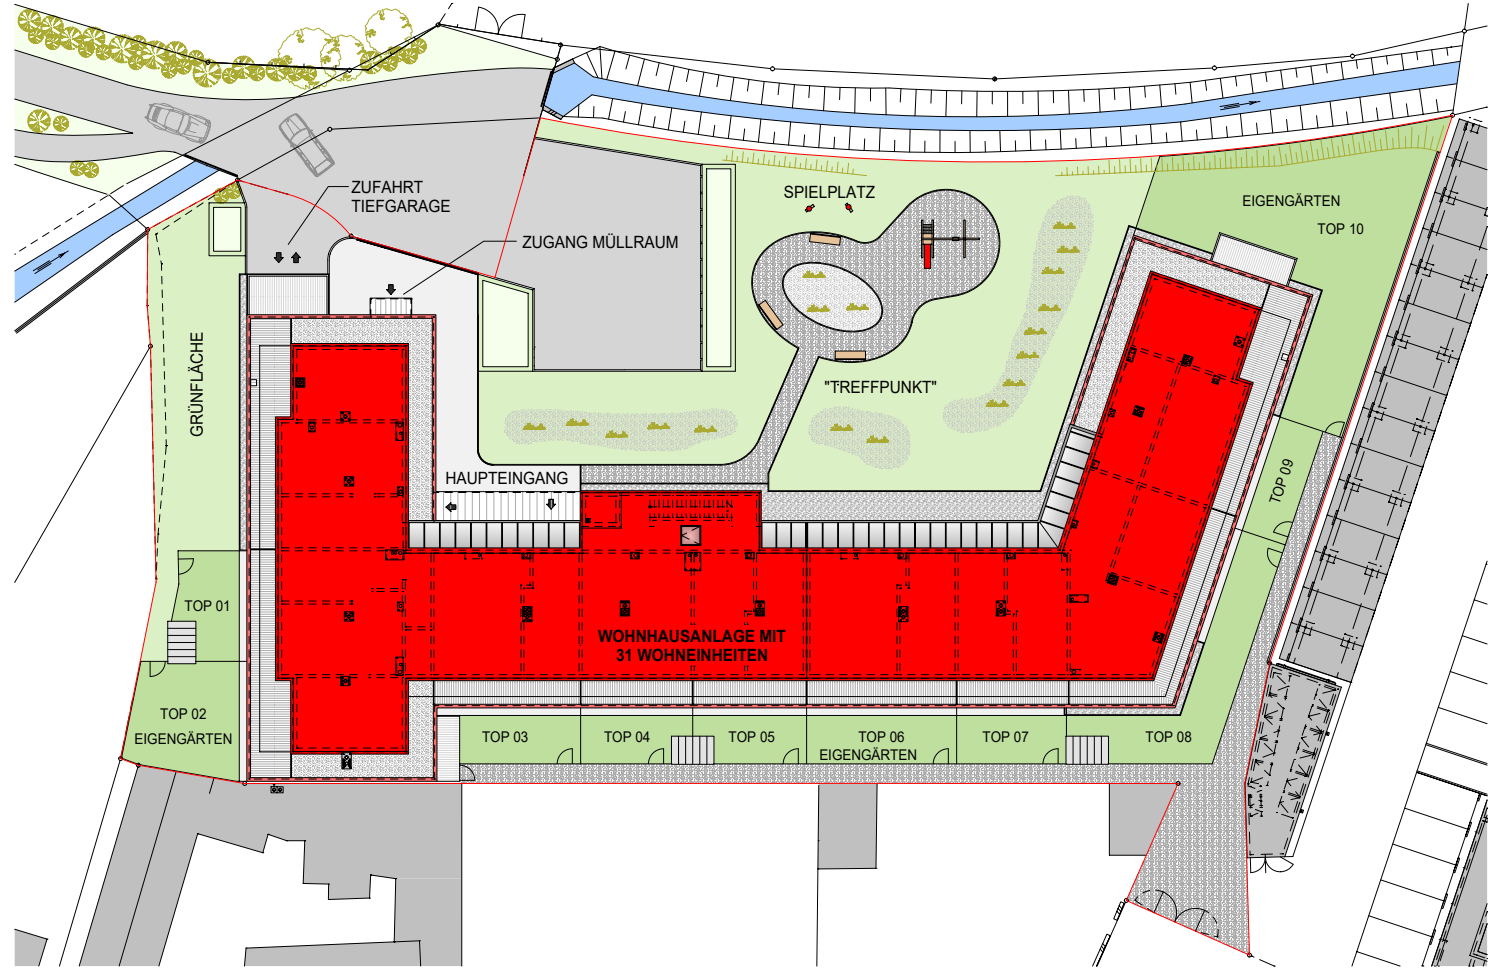 ZUFAHRT
TIEFGARAGE
ZUGANG MÜLLRAUM
SPIELPLATZ
EIGENGÄRTEN
TOP 10
GRÜNFLÄCHE
"TREFFPUNKT"
HAUPTEINGANG
TOP 09
TOP 01
WOHNHAUSANLAGE MIT
31 WOHNEINHEITEN
TOP 02
EIGENGÄRTEN
TOP 03
TOP 04
TOP 05
TOP 06
EIGENGÄRTEN
TOP 07
TOP 08